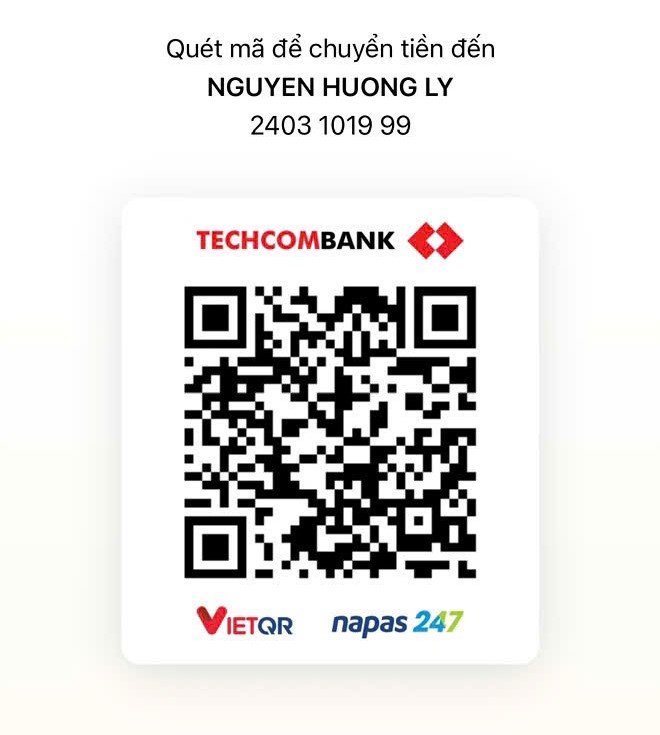 Quét mã để chuyển tiền đến
NGUYEN HUONG LY
2403 1019 99
TECHCOMBANK
VIETQR
napas 247